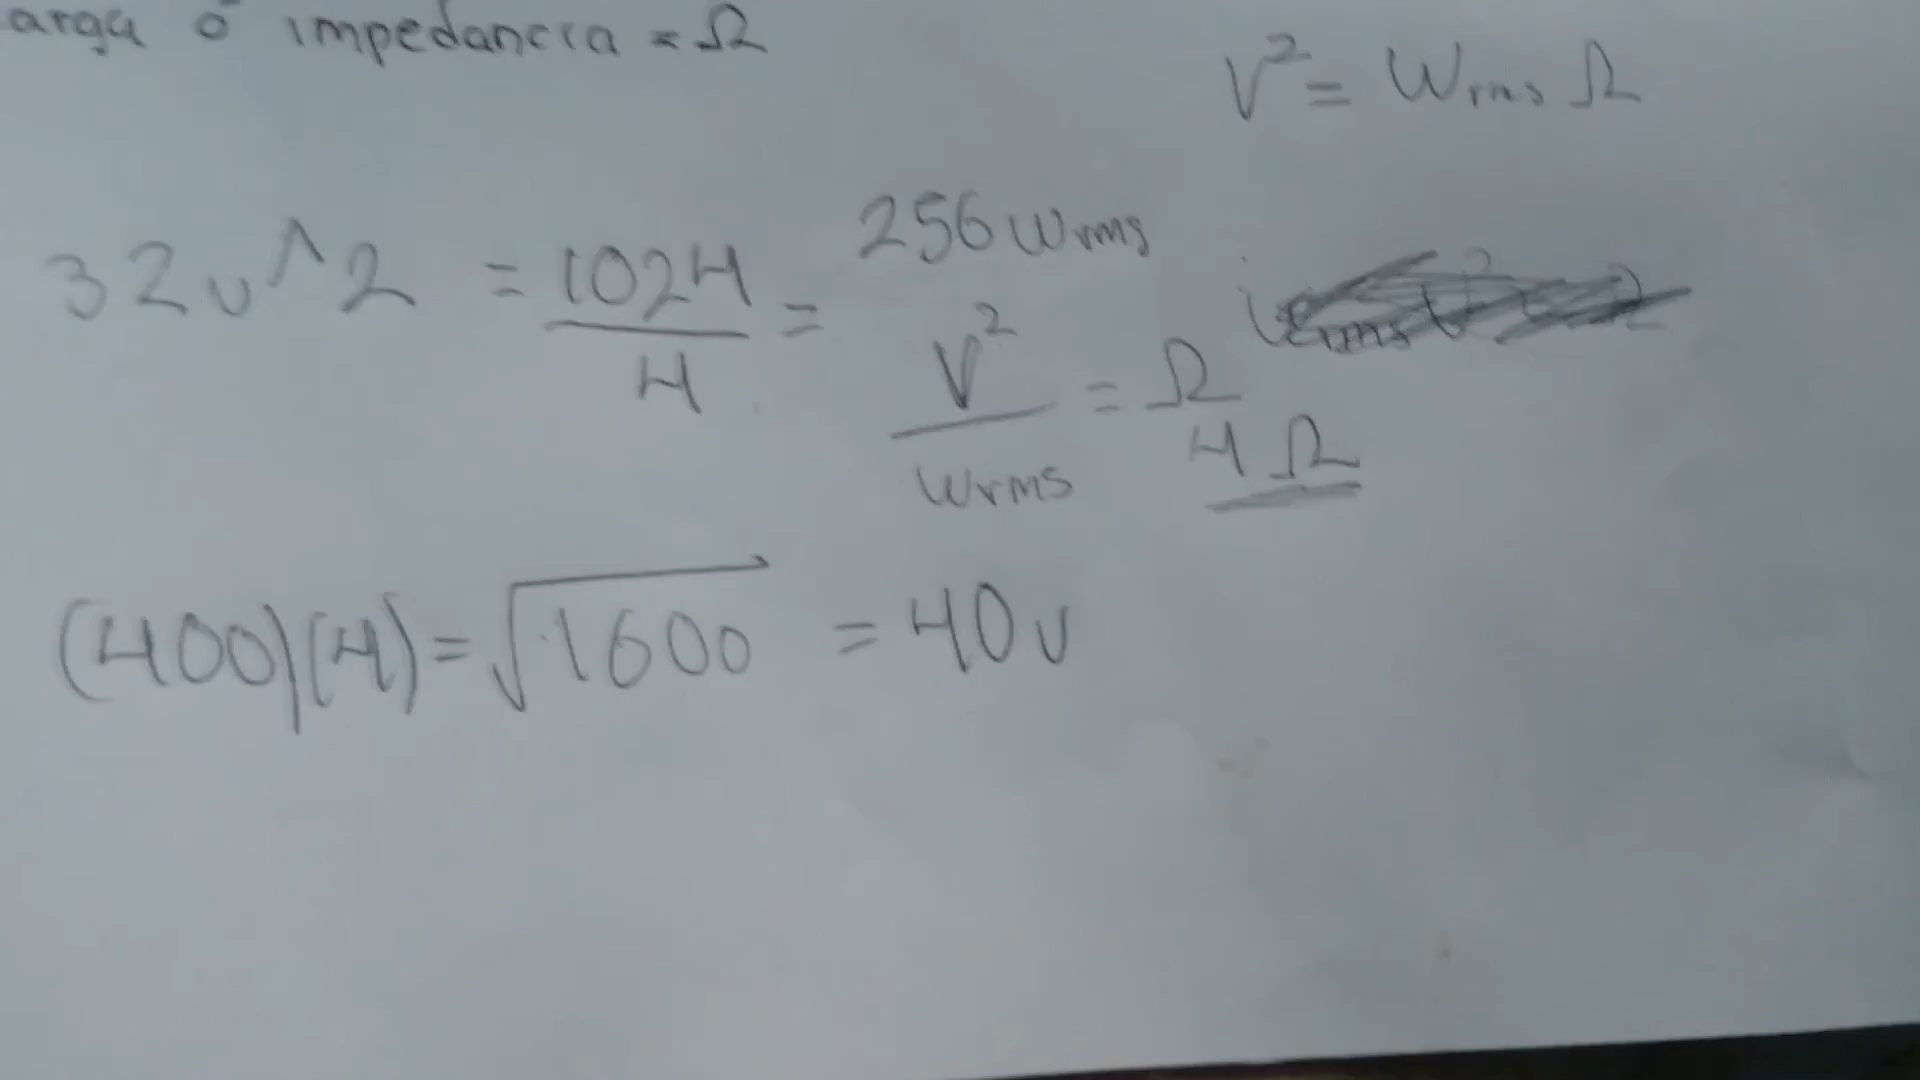 arga ó impedancia = Ω
V² = Wrms Ω
32v^2 = 1024/4 = 256 Wrms
V²/Wrms = Ω
4 Ω
(400)(4) = √1600 = 40v